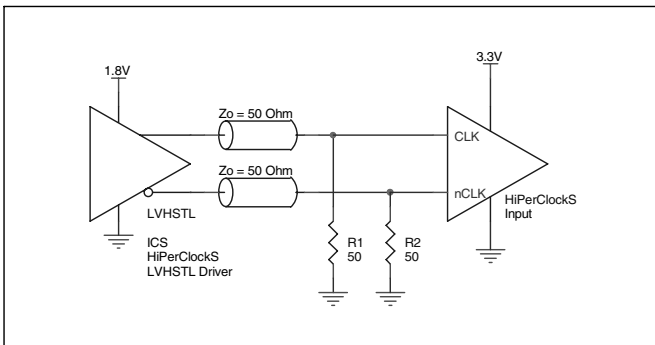 1.8V
3.3V
Zo = 50 Ohm
CLK
Zo = 50 Ohm
nCLK
LVHSTL
HiPerClockS
Input
ICS
HiPerClockS
LVHSTL Driver
R1
50
R2
50